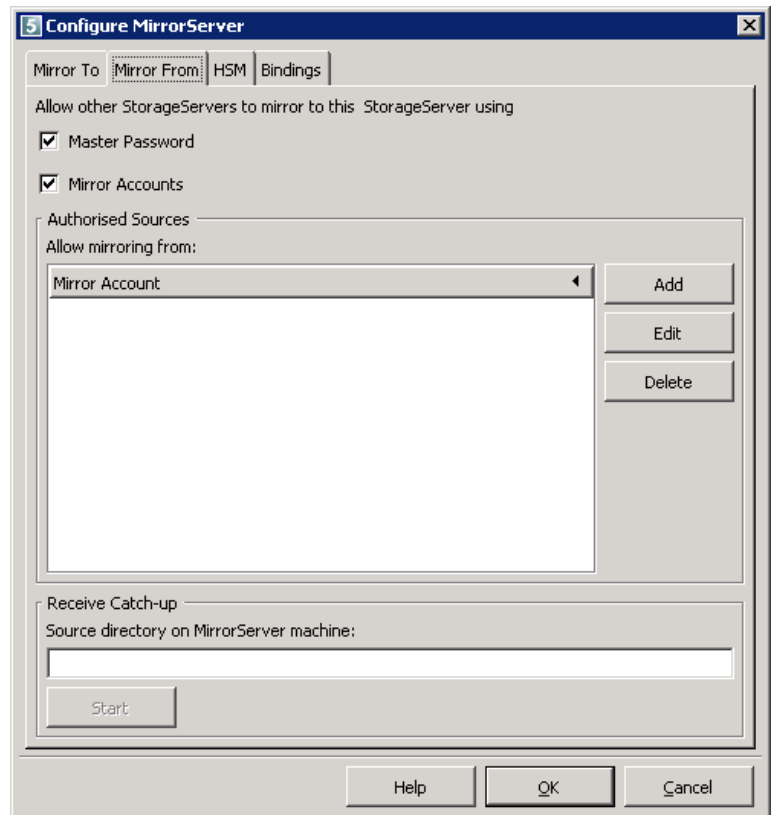 5 Configure MirrorServer
Mirror To Mirror From HSM Bindings
Allow other StorageServers to mirror to this StorageServer using
Master Password
Mirror Accounts
Authorised Sources
Allow mirroring from:
Mirror Account
Add
Edit
Delete
Receive Catch-up
Source directory on MirrorServer machine:
Start
Help OK Cancel